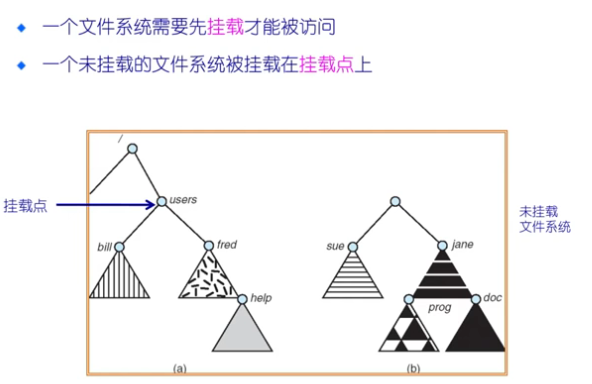 一个文件系统需要先挂载才能被访问
一个未挂载的文件系统被挂载在挂载点上
/
挂载点
users
未挂载
文件系统
bill
fred
sue
jane
help
prog
doc
(a)
(b)